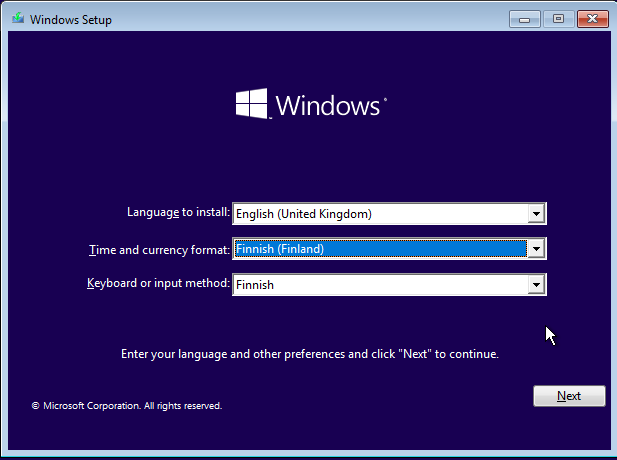 Windows Setup
Windows
Language to install: English (United Kingdom)
Time and currency format: Finnish (Finland)
Keyboard or input method: Finnish
Enter your language and other preferences and click "Next" to continue.
Next
© Microsoft Corporation. All rights reserved.